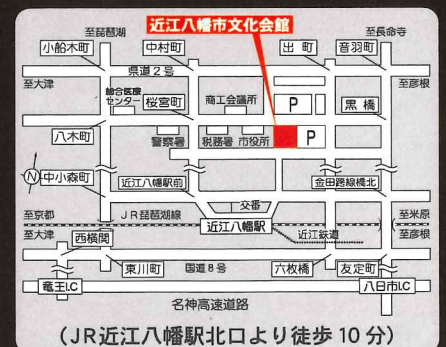 近江八幡市文化会館
至琵琶湖
至長命寺
小船木町
中村町
出町
音羽町
県道2号
至大津
至彦根
総合医療センター
桜宮町
商工会議所
P
黒橋
八木町
警察署
税務署
市役所
P
N
中小森町
近江八幡駅前
金田跨線橋北
交番
至京都
JR琵琶湖線
近江八幡駅
至米原
至大津
近江鉄道
至彦根
西横関
東川町
国道8号
六枚橋
友定町
竜王I.C
八日市I.C
名神高速道路
(JR近江八幡駅北口より徒歩10分)